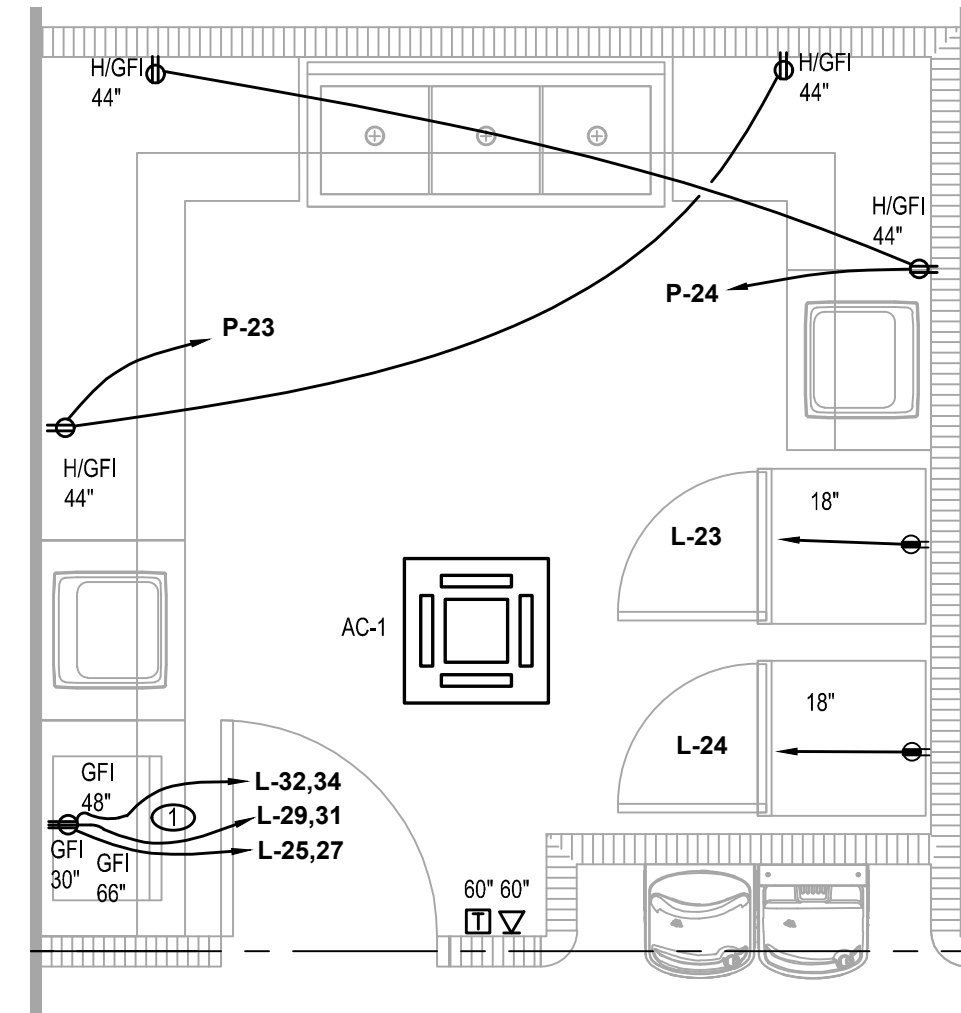 H/GFI
44"
H/GFI
44"
H/GFI
44"
P-24
P-23
H/GFI
44"
18"
L-23
AC-1
18"
L-24
GFI
48"
L-32,34
1
L-29,31
L-25,27
GFI
30"
GFI
66"
60" 60"
T